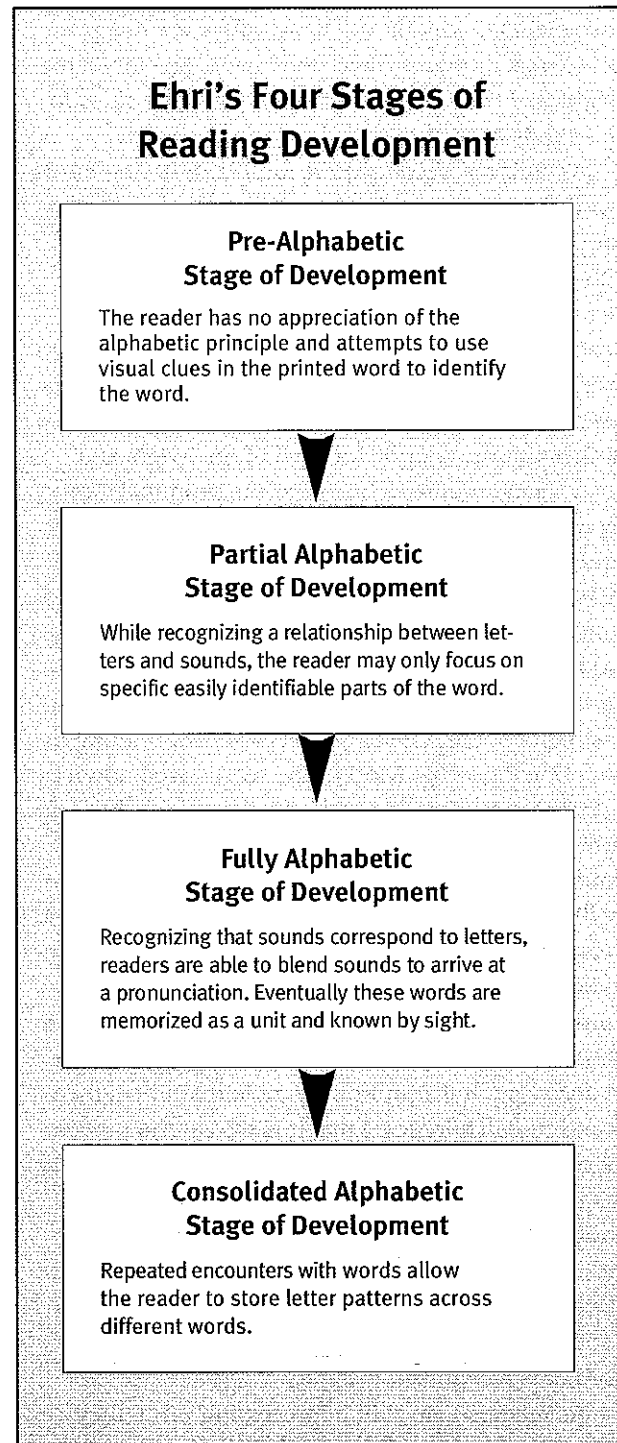 Ehri's Four Stages of
Reading Development
Pre-Alphabetic
Stage of Development
The reader has no appreciation of the
alphabetic principle and attempts to use
visual clues in the printed word to identify
the word.
Partial Alphabetic
Stage of Development
While recognizing a relationship between let-
ters and sounds, the reader may only focus on
specific easily identifiable parts of the word.
Fully Alphabetic
Stage of Development
Recognizing that sounds correspond to letters,
readers are able to blend sounds to arrive at
a pronunciation. Eventually these words are
memorized as a unit and known by sight.
Consolidated Alphabetic
Stage of Development
Repeated encounters with words allow
the reader to store letter patterns across
different words.